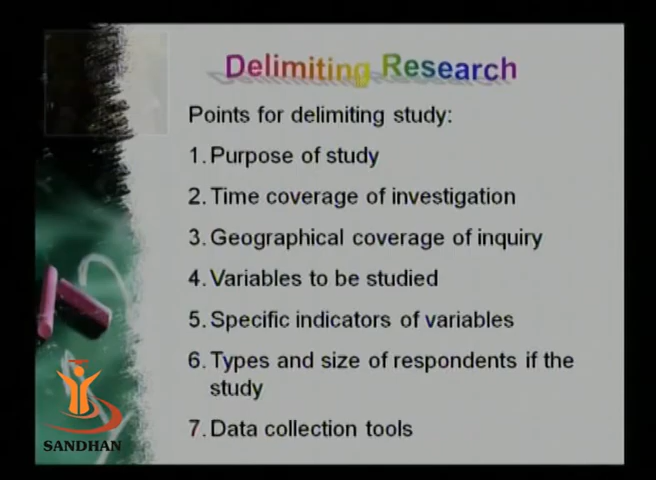 Delimiting Research
Points for delimiting study:
1. Purpose of study
2. Time coverage of investigation
3. Geographical coverage of inquiry
4. Variables to be studied
5. Specific indicators of variables
6. Types and size of respondents if the
study
7. Data collection tools
SANDHAN